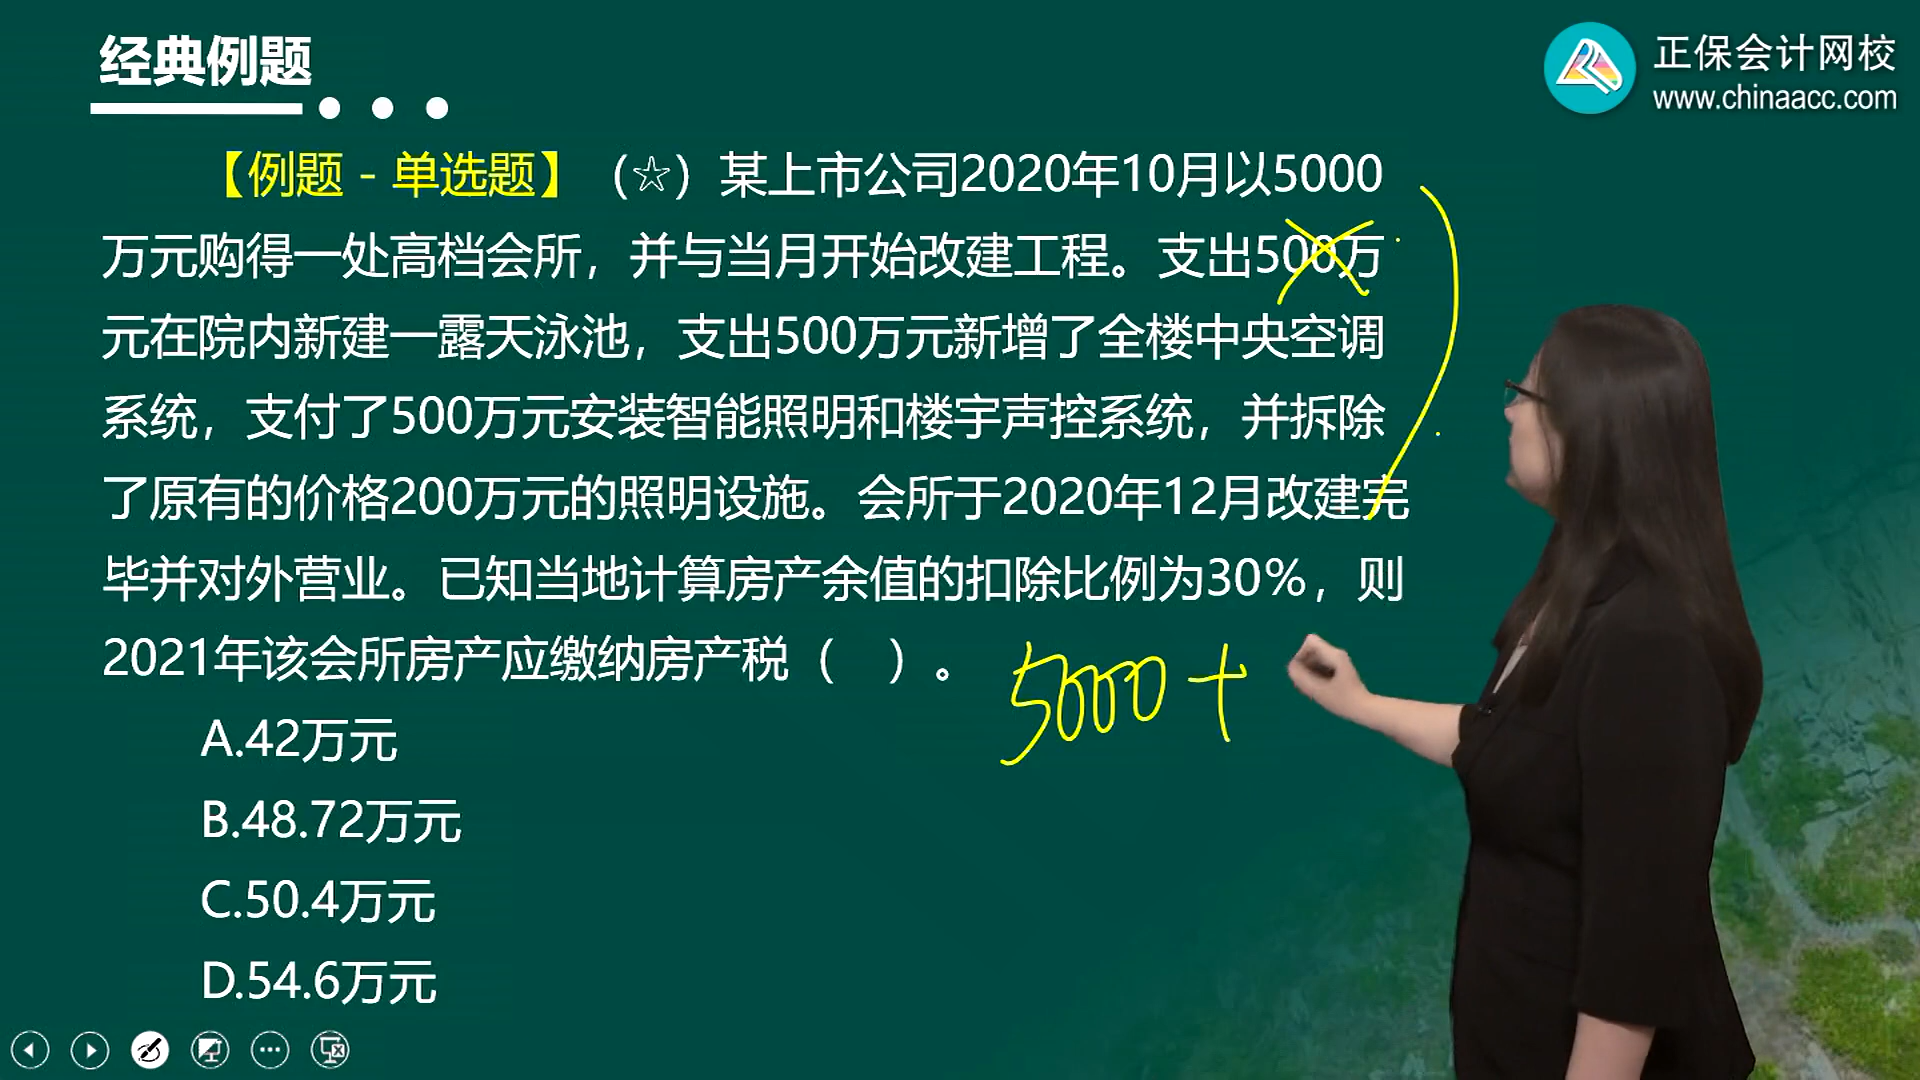 经典例题
正保会计网校
www.chinaacc.com
【例题-单选题】（☆）某上市公司2020年10月以5000
万元购得一处高档会所，并与当月开始改建工程。支出500万
元在院内新建一露天泳池，支出500万元新增了全楼中央空调
系统，支付了500万元安装智能照明和楼宇声控系统，并拆除
了原有的价格200万元的照明设施。会所于2020年12月改建完
毕并对外营业。已知当地计算房产余值的扣除比例为30%，则
2021年该会所房产应缴纳房产税（ ）。
5000+
A.42万元
B.48.72万元
C.50.4万元
D.54.6万元